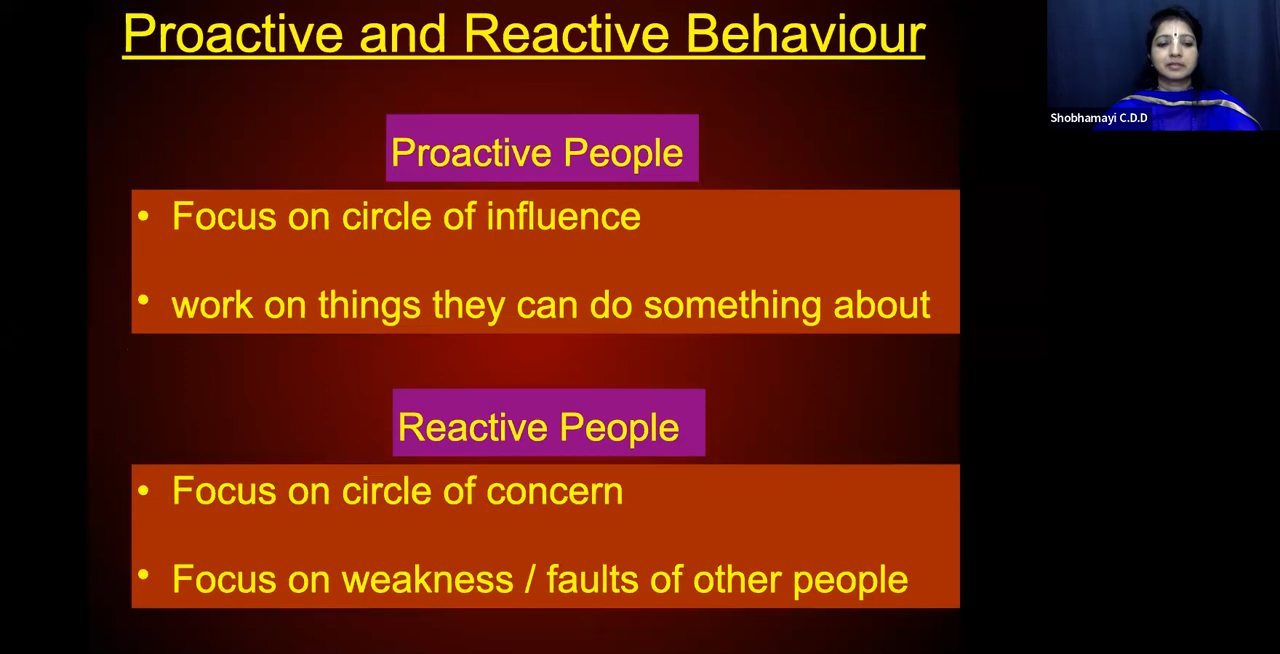 Proactive and Reactive Behaviour
Shobhamayi C.D.D
Proactive People
• Focus on circle of influence
• work on things they can do something about
Reactive People
• Focus on circle of concern
• Focus on weakness / faults of other people